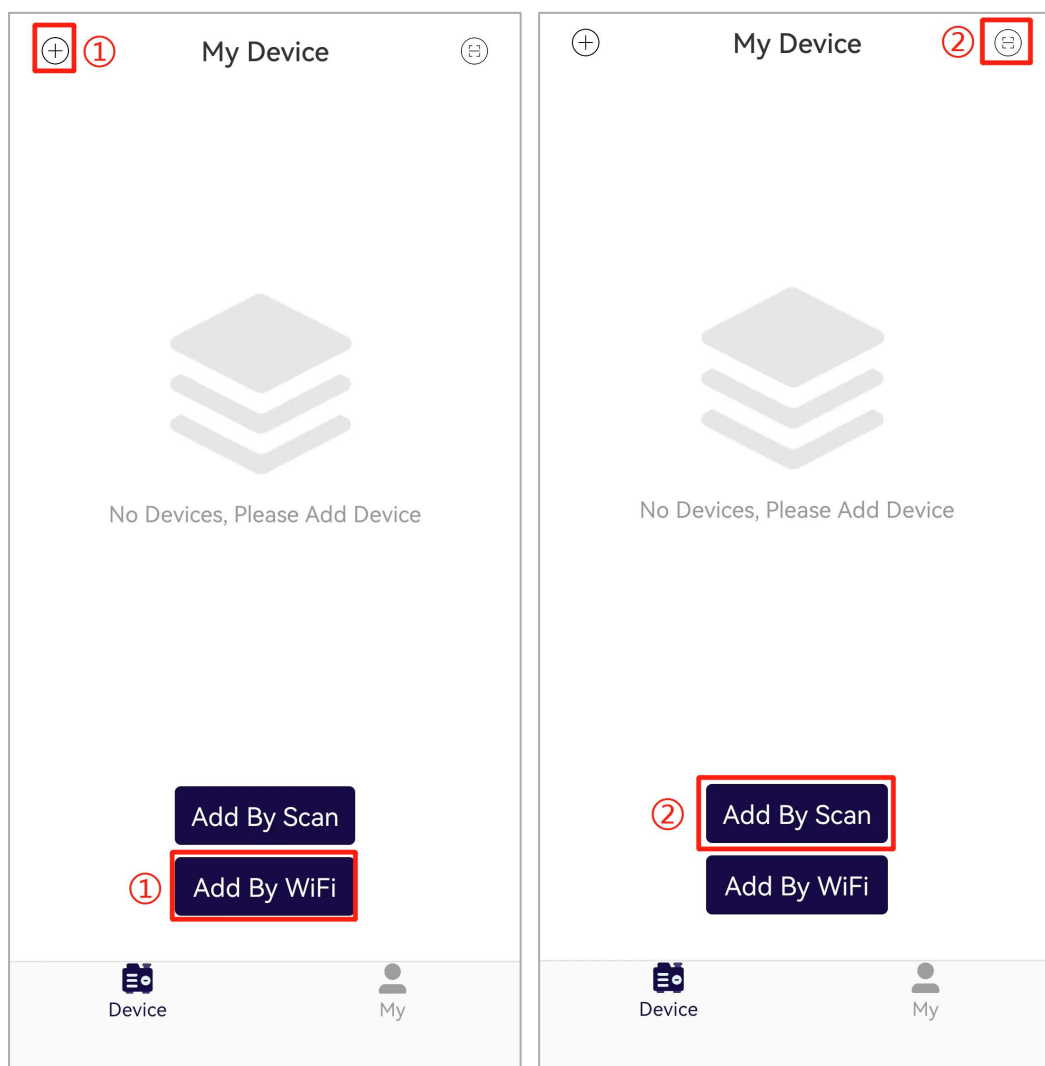 ① My Device
No Devices, Please Add Device
Add By Scan
① Add By WiFi
Device My
My Device ②
No Devices, Please Add Device
② Add By Scan
Add By WiFi
Device My